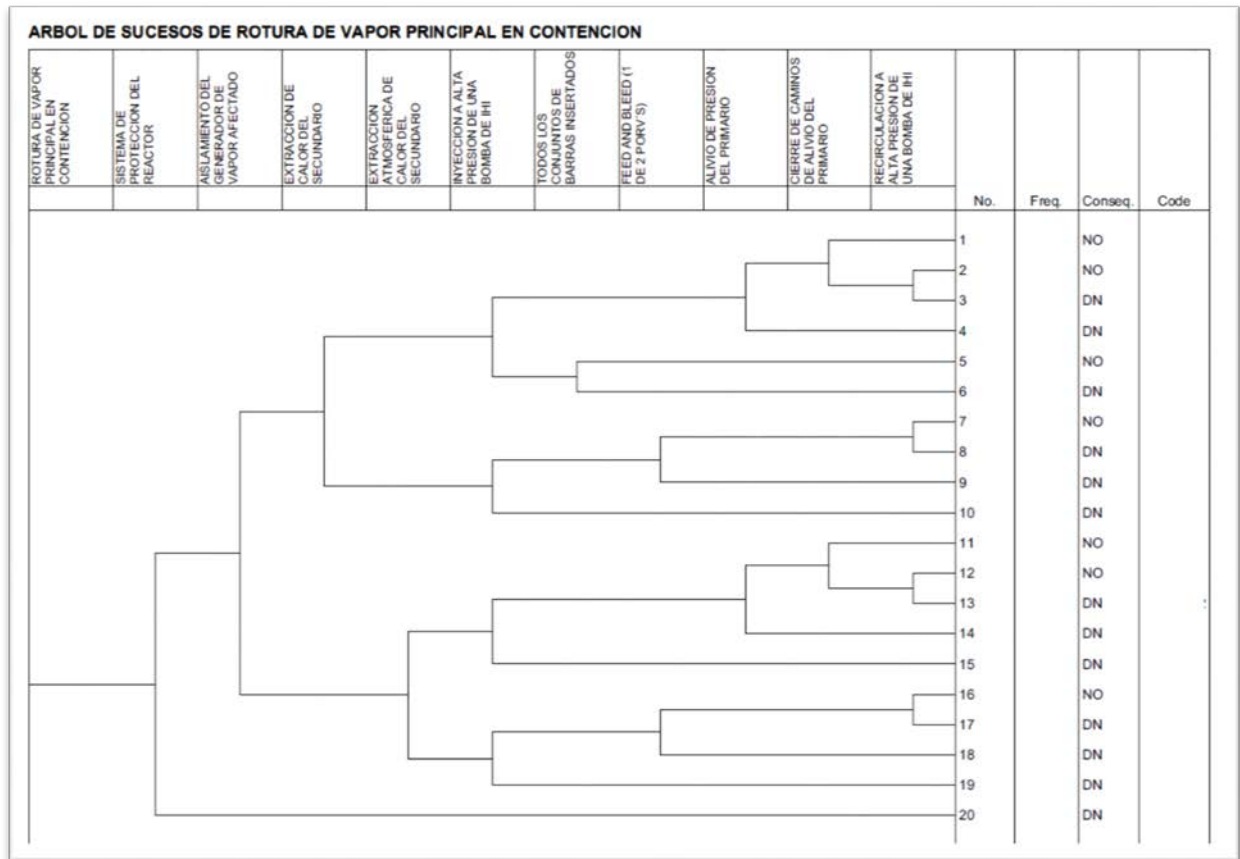 ARBOL DE SUCESOS DE ROTURA DE VAPOR PRINCIPAL EN CONTENCION
ROTURA DE VAPOR
PRINCIPAL EN
CONTENCION
SISTEMA DE
PROTECCION DEL
REACTOR
AISLAMIENTO DEL
GENERADOR DE
VAPOR AFECTADO
EXTRACCION DE
CALOR DEL
SECUNDARIO
EXTRACCION
ATMOSFERICA DE
CALOR DEL
SECUNDARIO
INYECCION A ALTA
PRESION DE UNA
BOMBA DE IHI
TODOS LOS
CONJUNTOS DE
BARRAS INSERTADOS
FEED AND BLEED (1
DE 2 PORV'S)
ALIVIO DE PRESION
DEL PRIMARIO
CIERRE DE CAMINOS
DE ALIVIO DEL
PRIMARIO
RECIRCULACION A
ALTA PRESION DE
UNA BOMBA DE IHI
No. Freq. Conseq. Code
1 NO
2 NO
3 DN
4 DN
5 NO
6 DN
7 NO
8 DN
9 DN
10 DN
11 NO
12 NO
13 DN
14 DN
15 DN
16 NO
17 DN
18 DN
19 DN
20 DN